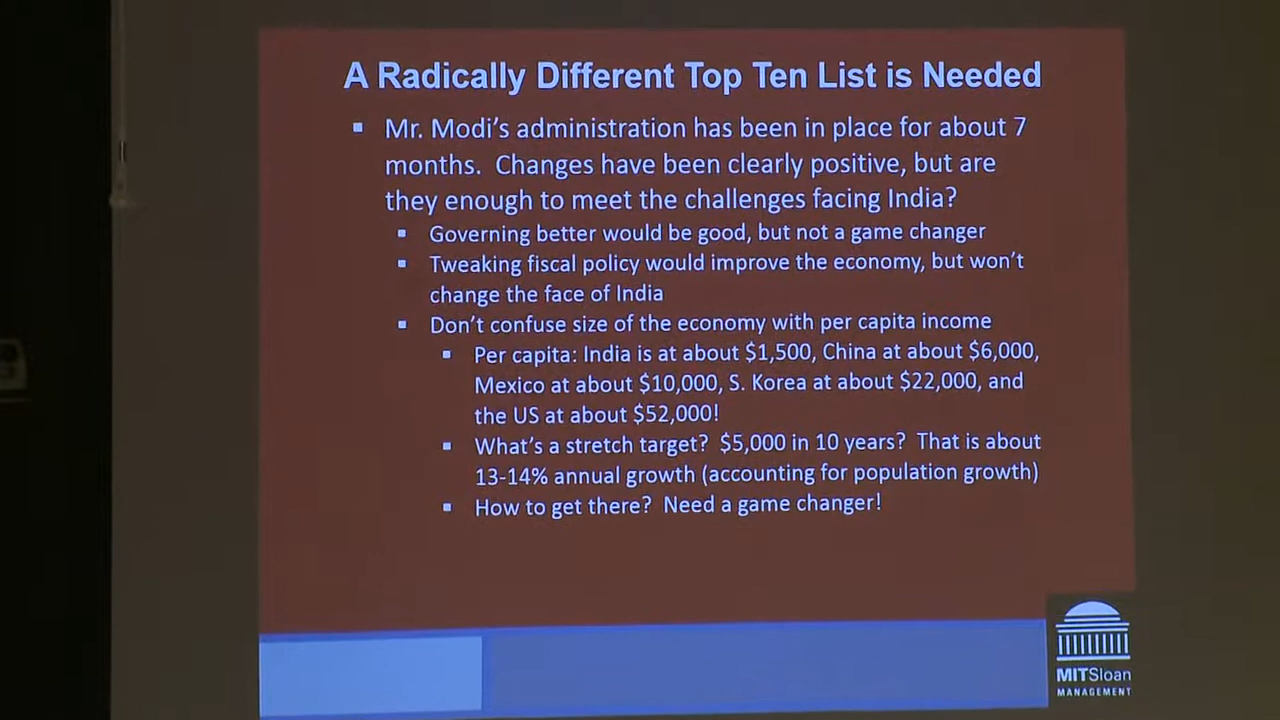 A Radically Different Top Ten List is Needed
▪ Mr. Modi's administration has been in place for about 7
months. Changes have been clearly positive, but are
they enough to meet the challenges facing India?
▪ Governing better would be good, but not a game changer
▪ Tweaking fiscal policy would improve the economy, but won't
change the face of India
▪ Don't confuse size of the economy with per capita income
▪ Per capita: India is at about $1,500, China at about $6,000,
Mexico at about $10,000, S. Korea at about $22,000, and
the US at about $52,000!
▪ What's a stretch target? $5,000 in 10 years? That is about
13-14% annual growth (accounting for population growth)
▪ How to get there? Need a game changer!
MITSloan
MANAGEMENT